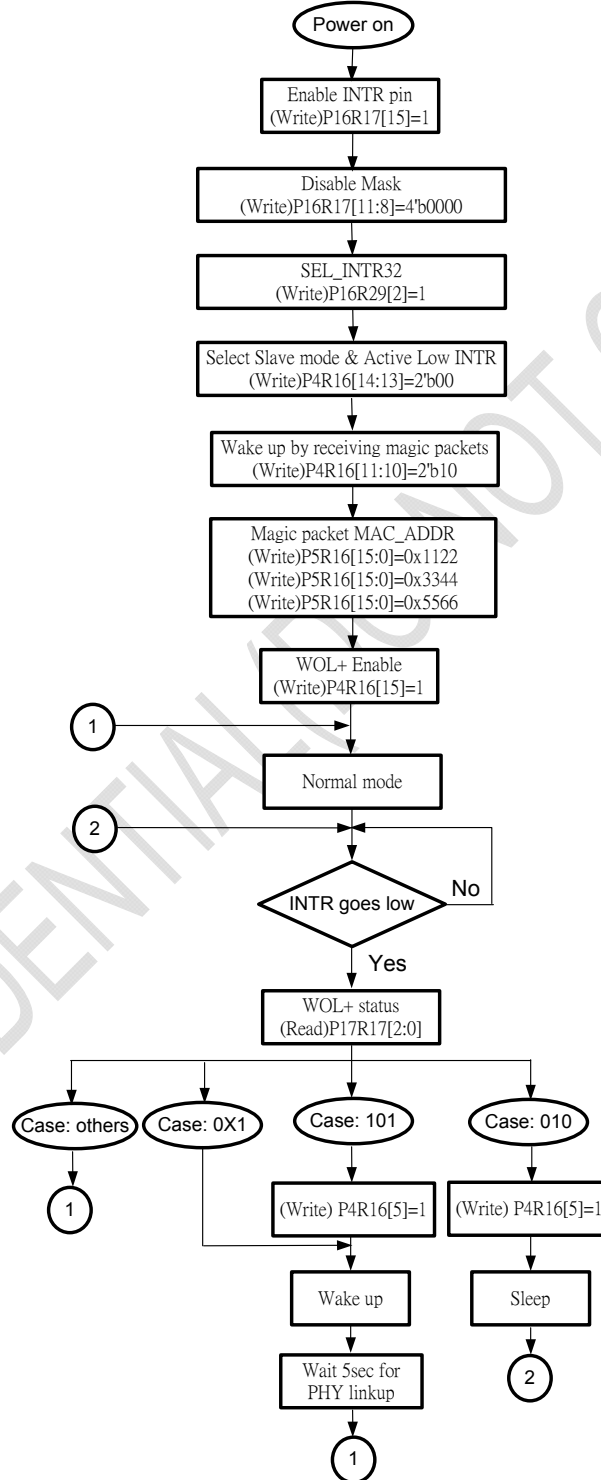 Power on
Enable INTR pin
(Write)P16R17[15]=1
Disable Mask
(Write)P16R17[11:8]=4'b0000
SEL_INTR32
(Write)P16R29[2]=1
Select Slave mode & Active Low INTR
(Write)P4R16[14:13]=2'b00
Wake up by receiving magic packets
(Write)P4R16[11:10]=2'b10
Magic packet MAC_ADDR
(Write)P5R16[15:0]=0x1122
(Write)P5R16[15:0]=0x3344
(Write)P5R16[15:0]=0x5566
WOL+ Enable
(Write)P4R16[15]=1
1
Normal mode
2
INTR goes low
No
Yes
WOL+ status
(Read)P17R17[2:0]
Case: others
Case: 0X1
Case: 101
Case: 010
1
(Write) P4R16[5]=1
(Write) P4R16[5]=1
Wake up
Sleep
Wait 5sec for
PHY linkup
2
1